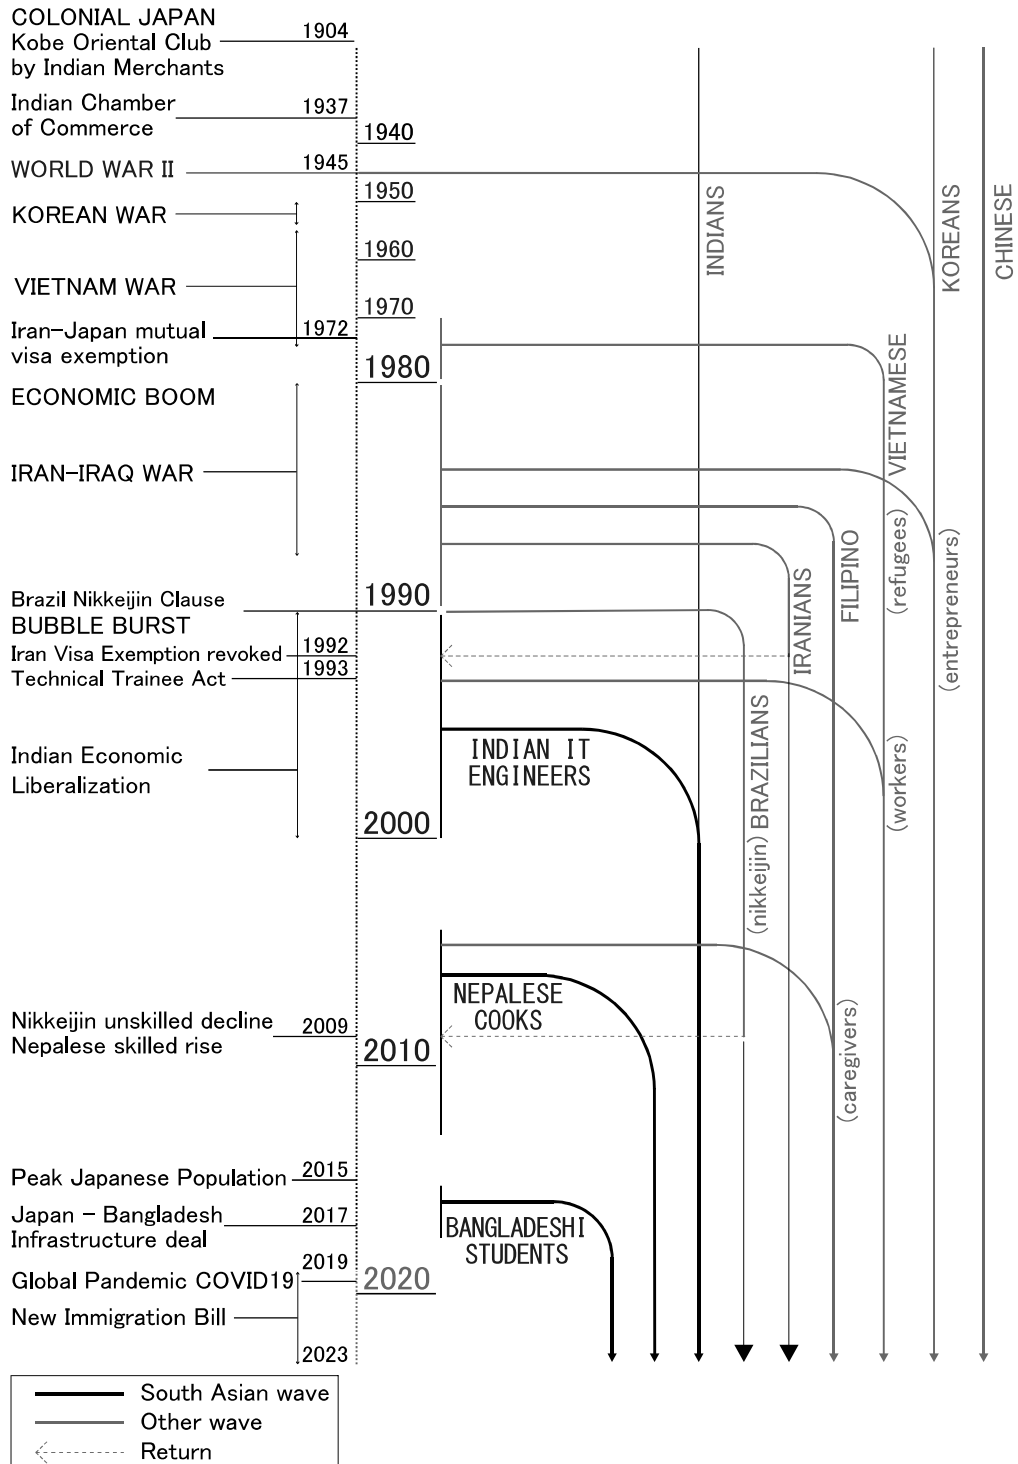 COLONIAL JAPAN
Kobe Oriental Club
by Indian Merchants
1904
Indian Chamber
of Commerce
1937
1940
WORLD WAR II
1945
1950
KOREAN WAR
1960
VIETNAM WAR
1970
Iran-Japan mutual
visa exemption
1972
1980
ECONOMIC BOOM
IRAN-IRAQ WAR
1990
Brazil Nikkeijin Clause
BUBBLE BURST
1992
Iran Visa Exemption revoked
1993
Technical Trainee Act
Indian Economic
Liberalization
2000
Nikkeijin unskilled decline
Nepalese skilled rise
2009
2010
Peak Japanese Population
2015
Japan - Bangladesh
Infrastructure deal
2017
2019
Global Pandemic COVID19
2020
New Immigration Bill
2023
INDIAN IT
ENGINEERS
NEPALESE
COOKS
BANGLADESHI
STUDENTS
INDIANS
(nikkeijin) BRAZILIANS
IRANIANS
FILIPINO
(caregivers)
VIETNAMESE
(refugees)
(workers)
KOREANS
(entrepreneurs)
CHINESE
South Asian wave
Other wave
Return